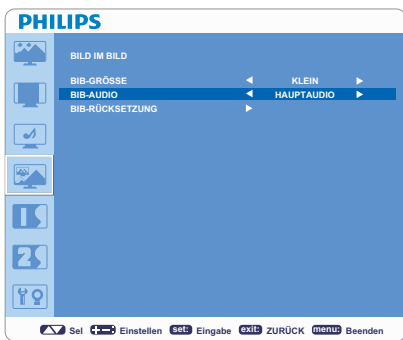 PHILIPS
BILD IM BILD
BIB-GRÖSSE KLEIN
BIB-AUDIO HAUPTAUDIO
BIB-RÜCKSETZUNG
Sel Einstellen set: Eingabe exit: ZURÜCK menu: Beenden